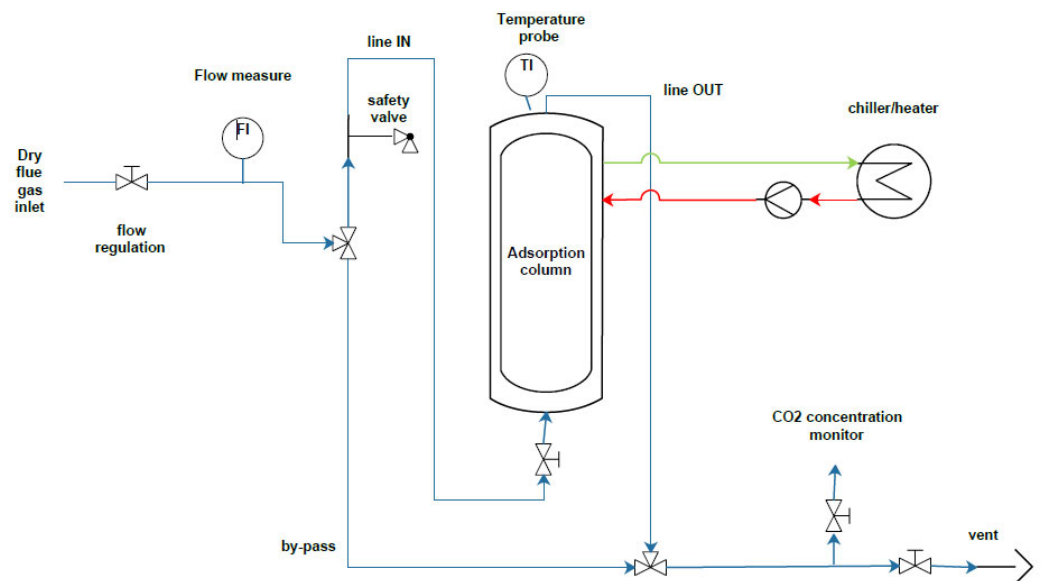 Temperature
probe
TI
line IN
line OUT
Flow measure
FI
safety
valve
chiller/heater
Dry
flue
gas
inlet
flow
regulation
Adsorption
column
CO2 concentration
monitor
by-pass
vent